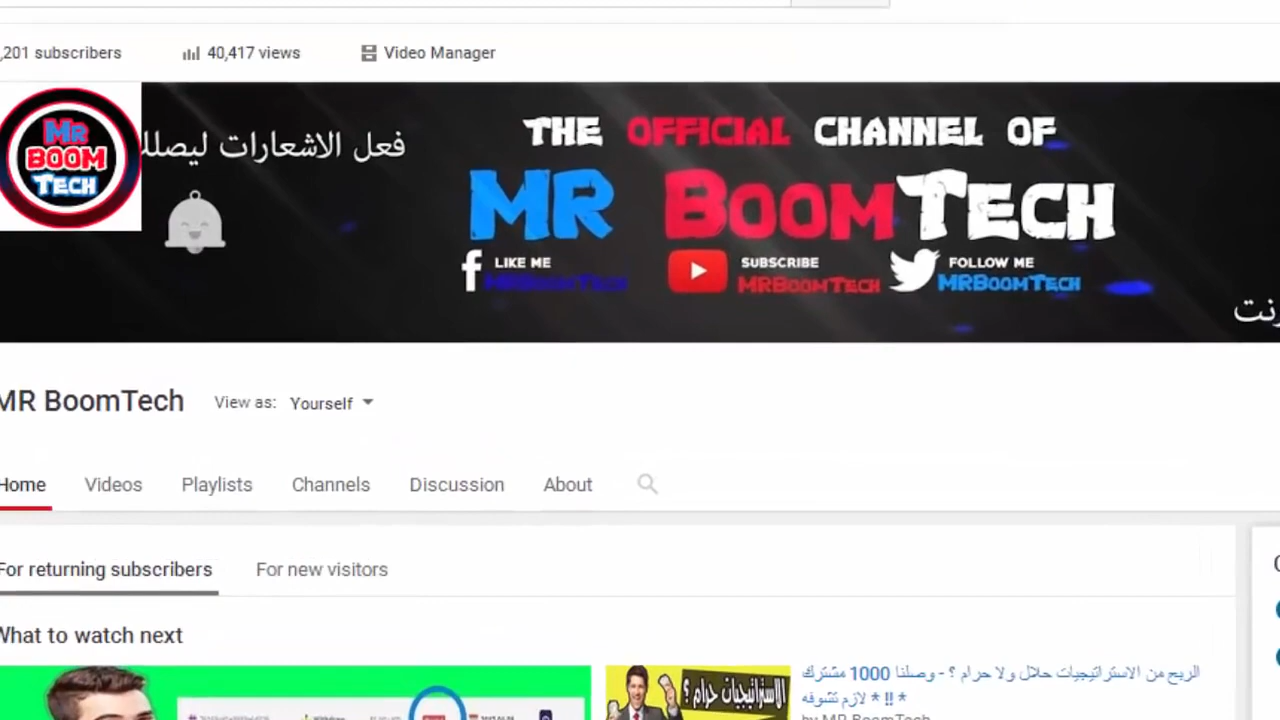 ,201 subscribers
40,417 views
Video Manager
MR
BOOM
TECH
فعل الاشعارات ليصلك
THE OFFICIAL CHANNEL OF
MR BOOMTECH
LIKE ME
MRBOOMTECH
SUBSCRIBE
MRBOOMTECH
FOLLOW ME
MRBOOMTECH
MR BoomTech
View as: Yourself
Home Videos Playlists Channels Discussion About
For returning subscribers
For new visitors
What to watch next
الاستراتيجيات حرام ؟
الربح من الاستراتيجيات حلال ولا حرام ؟ - وصلنا 1000 مشترك
* !! لازم تشوفه *
by MR BoomTech